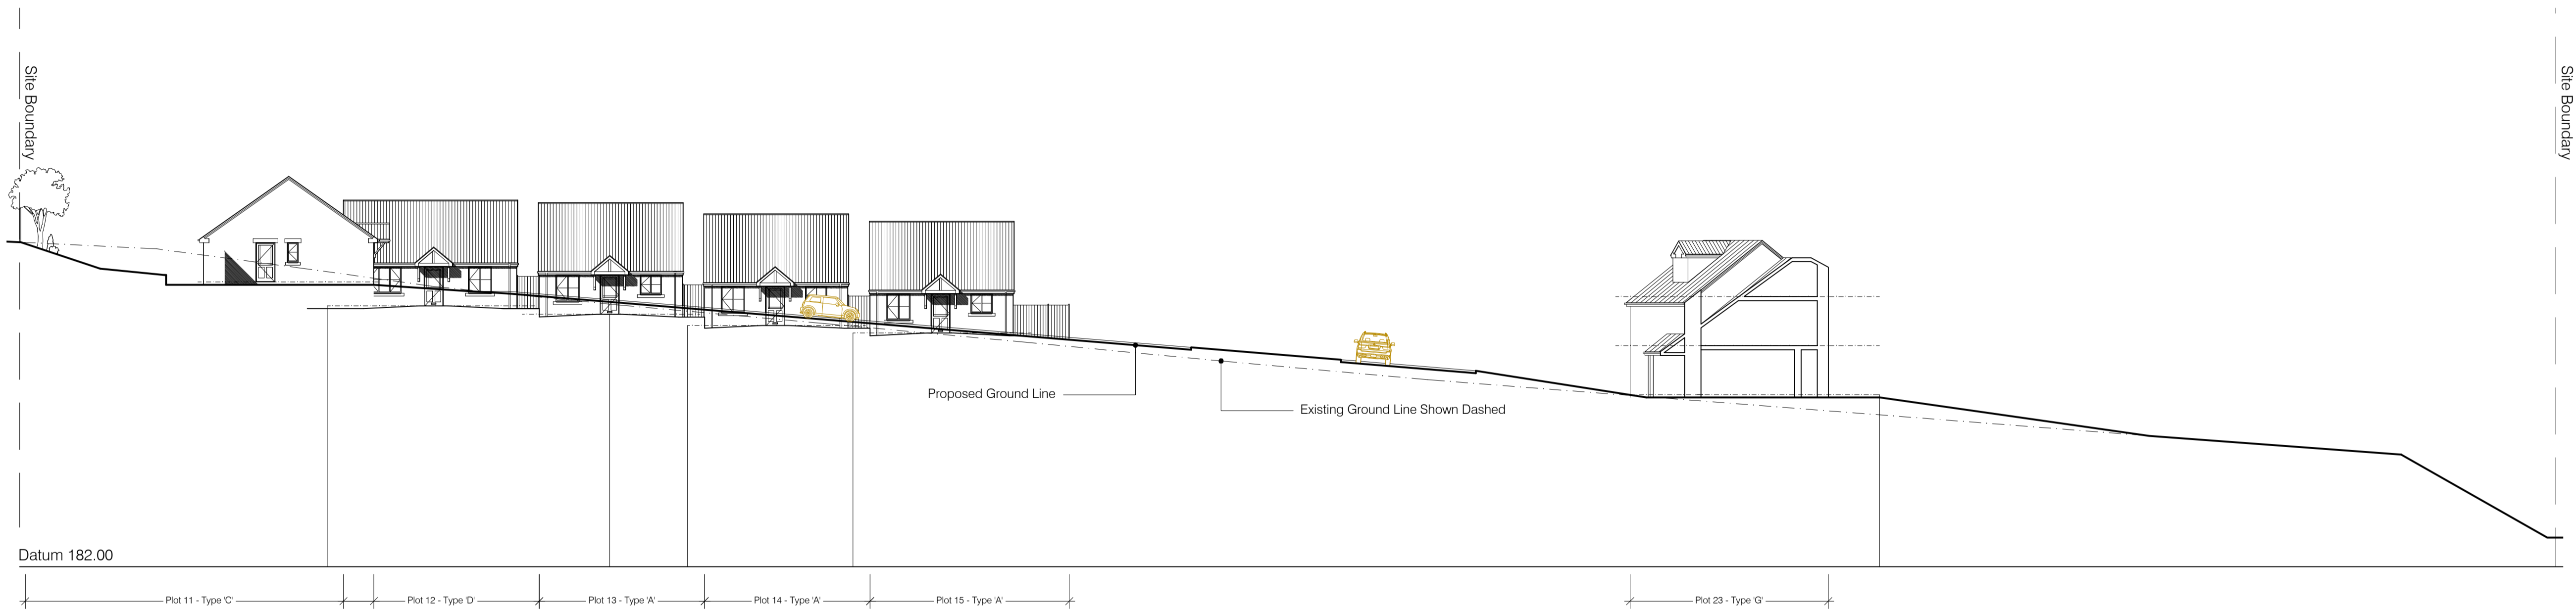 Site Boundary
Site Boundary
Proposed Ground Line
Existing Ground Line Shown Dashed
Datum 182.00
Plot 11 - Type 'C'
Plot 12 - Type 'D'
Plot 13 - Type 'A'
Plot 14 - Type 'A'
Plot 15 - Type 'A'
Plot 23 - Type 'G'